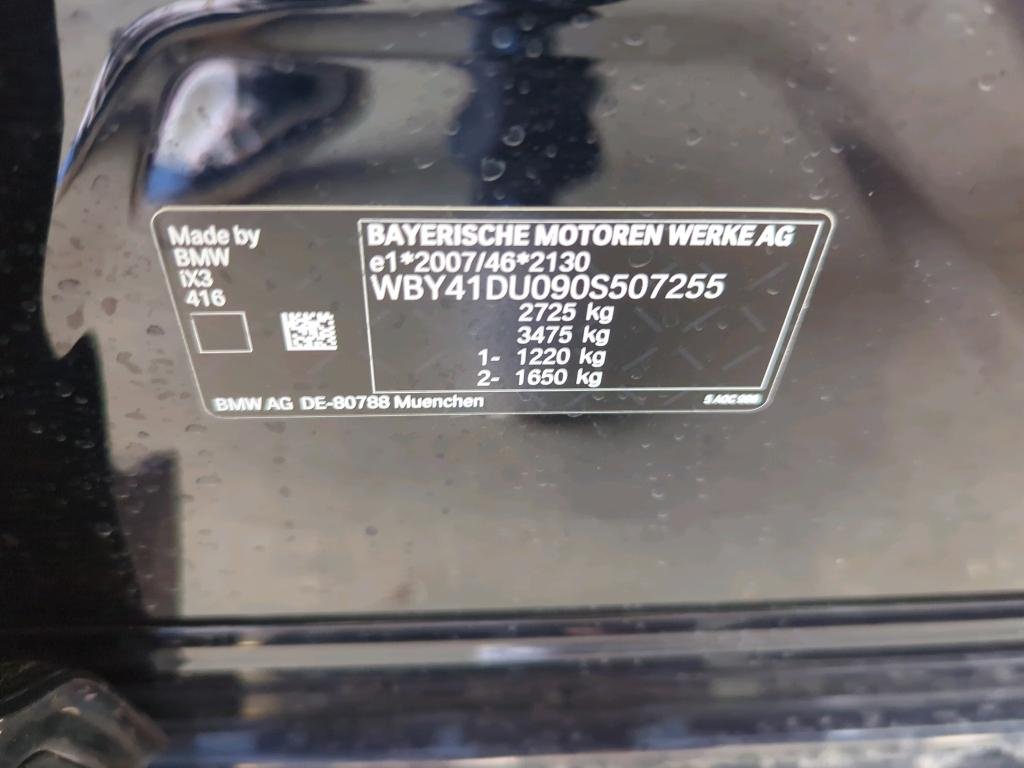 Made by
BMW
iX3
416
BAYERISCHE MOTOREN WERKE AG
e1*2007/46*2130
WBY41DU090S507255
2725 kg
3475 kg
1- 1220 kg
2- 1650 kg
BMW AG DE-80788 Muenchen